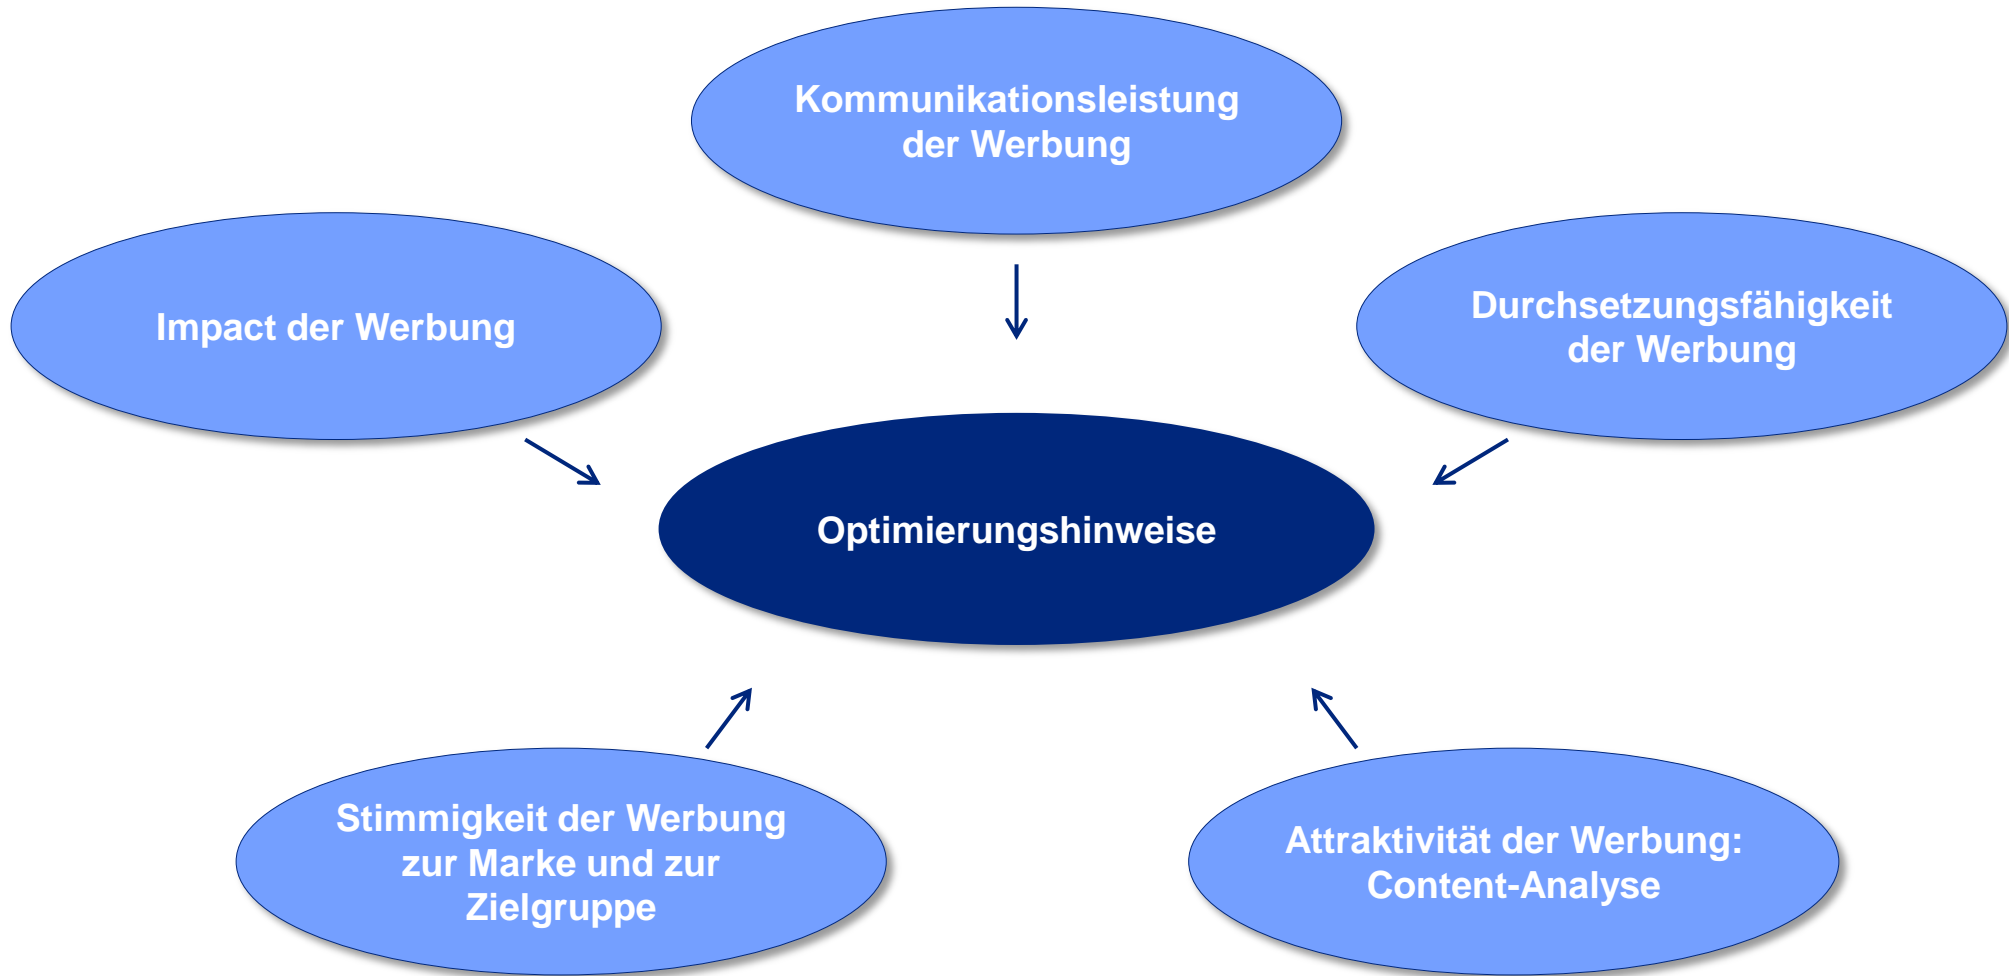 Kommunikationsleistung
der Werbung
Impact der Werbung
Durchsetzungsfähigkeit
der Werbung
Optimierungshinweise
Stimmigkeit der Werbung
zur Marke und zur
Zielgruppe
Attraktivität der Werbung:
Content-Analyse